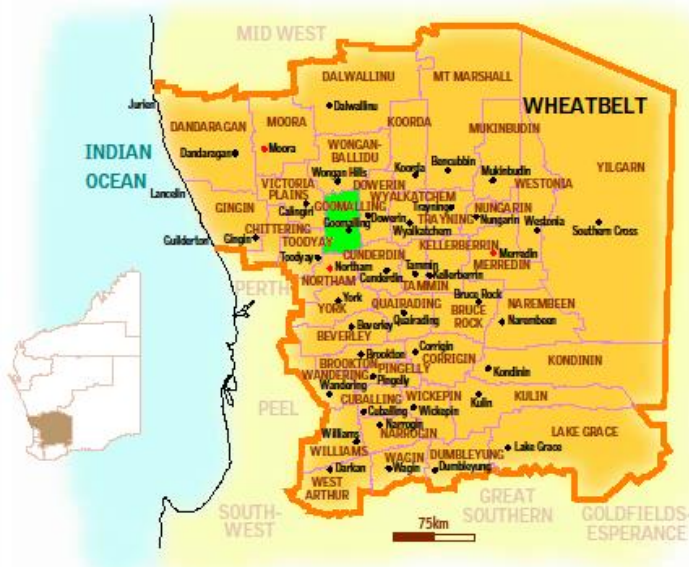 MID WEST
DALWALLINU
MT MARSHALL
Dalwallinu
WHEATBELT
Jurien
MOORA
KOORDA
DANDARAGAN
MUKINBUDIN
INDIAN
OCEAN
Dandaragan
Moora
WONGAN-
BALLIDU
YILGARN
Koorda
Bencubbin
Wongan Hills
Mukinbudin
Lancelin
VICTORIA
PLAINS
DOWERIN
WESTONIA
GINGIN
GOOMALLING
WYALKATCHEM
Calingiri
Trayning
NUNGARIN
Dowerin
TRAYNING
Nungarin
CHITTERING
Goomalling
Wyalkatchem
Westonia
Southern Cross
Guilderton
Gingin
TOODYAY
KELLERBERRIN
Toodyay
CUNDERDIN
Merredin
MERREDIN
Northam
Tammin
Cunderdin
Kellerberrin
NORTHAM
TAMMIN
PERTH
York
QUAIRADING
Bruce Rock
BRUCE
ROCK
NAREMBEEN
YORK
Quairading
Narembeen
Beverley
BEVERLEY
Corrigin
Brookton
CORRIGIN
KONDININ
BROOKTON
PINGELLY
Kondinin
WANDERING
Pingelly
Wandering
CUBALLING
WICKEPIN
KULIN
Kulin
PEEL
Cuballing
Wickepin
Narrogin
NARROGIN
Williams
LAKE GRACE
WILLIAMS
WAGIN
DUMBLEYUNG
Lake Grace
Darkan
Wagin
Dumbleyung
WEST
ARTHUR
SOUTH-
WEST
GREAT
SOUTHERN
GOLDFIELDS-
ESPERANCE
75km